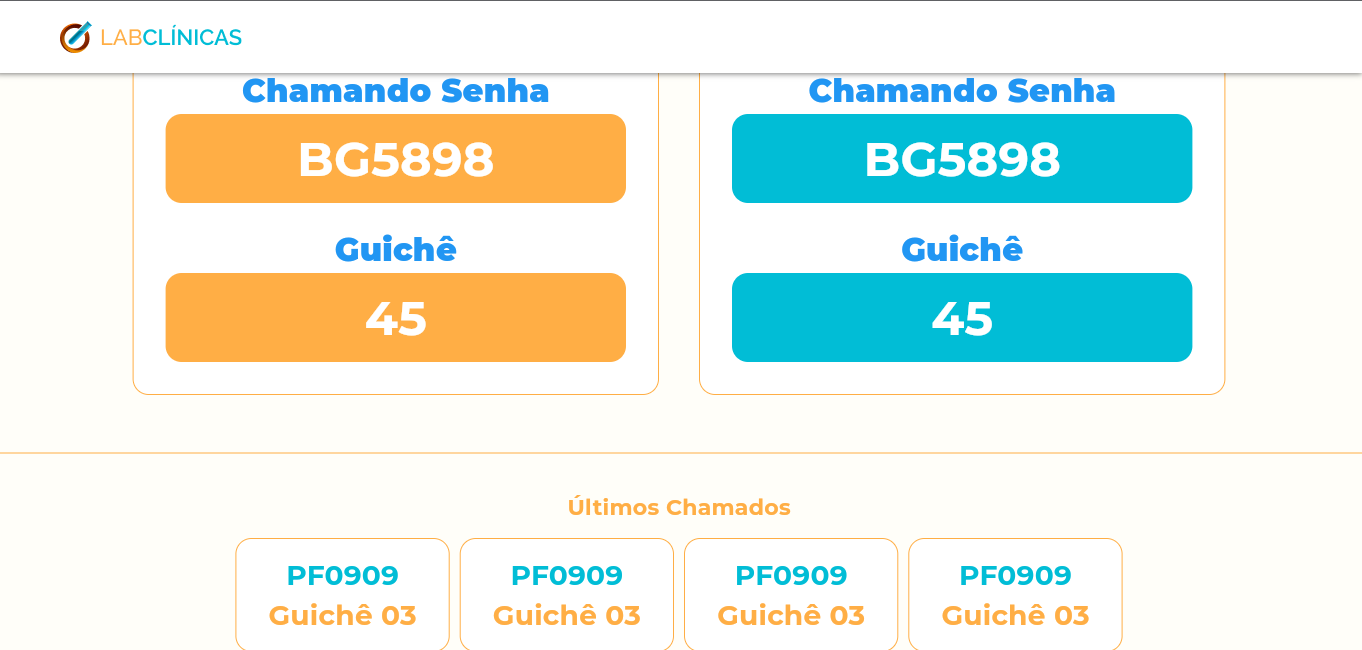 LABCLÍNICAS
Chamando Senha
BG5898
Guichê
45
Chamando Senha
BG5898
Guichê
45
Últimos Chamados
PF0909
Guichê 03
PF0909
Guichê 03
PF0909
Guichê 03
PF0909
Guichê 03